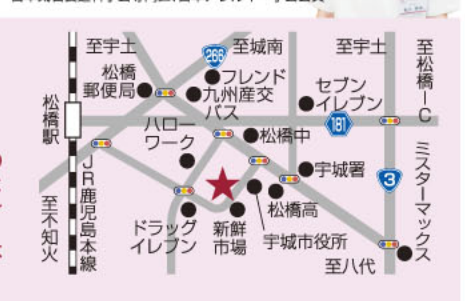 至宇土
266
至城南
至宇土
至松橋IC
松橋
郵便局
フレンド
九州産交
バス
セブン
イレブン
松橋駅
ハロー
ワーク
松橋中
181
ミスターマックス
JR鹿児島本線
宇城署
3
至不知火
松橋高
ドラッグ
イレブン
新鮮
市場
宇城市役所
至八代